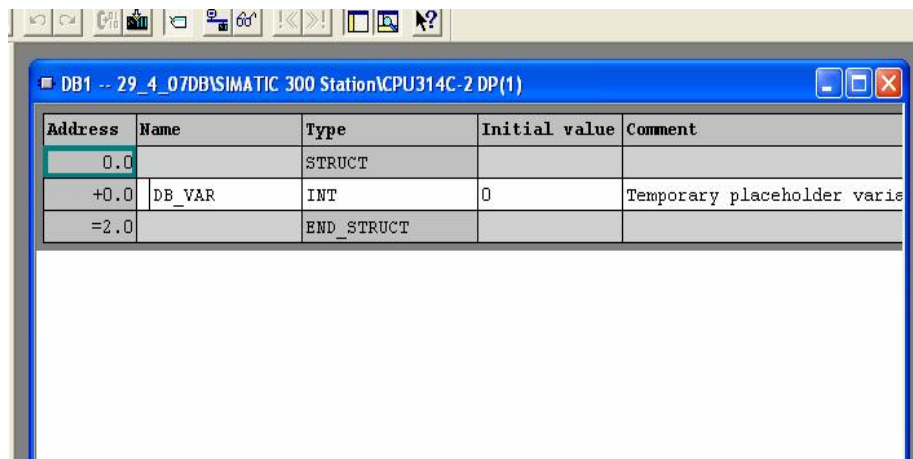 DB1 -- 29_4_07DB\SIMATIC 300 Station\CPU314C-2 DP(1)
Address Name Type Initial value Comment
0.0 STRUCT
+0.0 DB_VAR INT 0 Temporary placeholder varia
=2.0 END_STRUCT